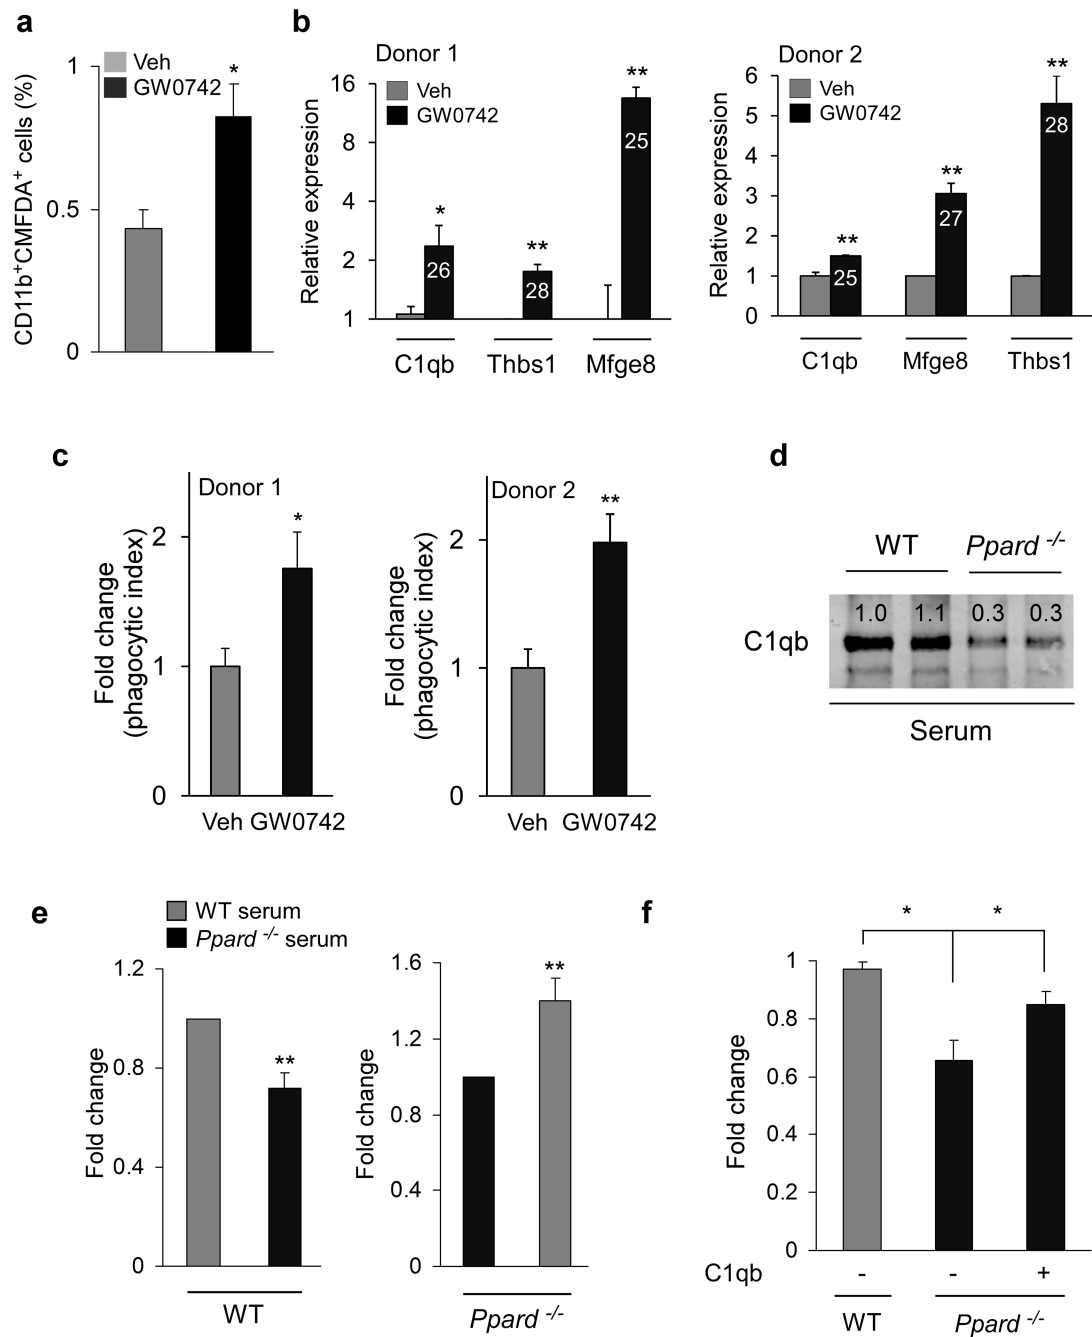 a
CD11b⁺CMFDA⁺ cells (%)
1
0.5
0
Veh
GW0742
*
b
Donor 1
Relative expression
16
8
4
2
1
Veh
GW0742
*
**
**
26
28
25
C1qb Thbs1 Mfge8
Donor 2
Relative expression
6
5
4
3
2
1
0
Veh
GW0742
**
**
**
25
27
28
C1qb Mfge8 Thbs1
c
Donor 1
Fold change
(phagocytic index)
2
1
0
*
Veh GW0742
Donor 2
Fold change
(phagocytic index)
2
1
0
**
Veh GW0742
d
WT Ppard -/-
1.0 1.1 0.3 0.3
C1qb
Serum
e
WT serum
Ppard -/- serum
Fold change
1.2
0.8
0.4
0
**
WT
Fold change
1.6
1.2
0.8
0.4
0
**
Ppard -/-
f
* *
Fold change
1
0.8
0.6
0.4
0.2
0
C1qb - - +
WT Ppard -/-